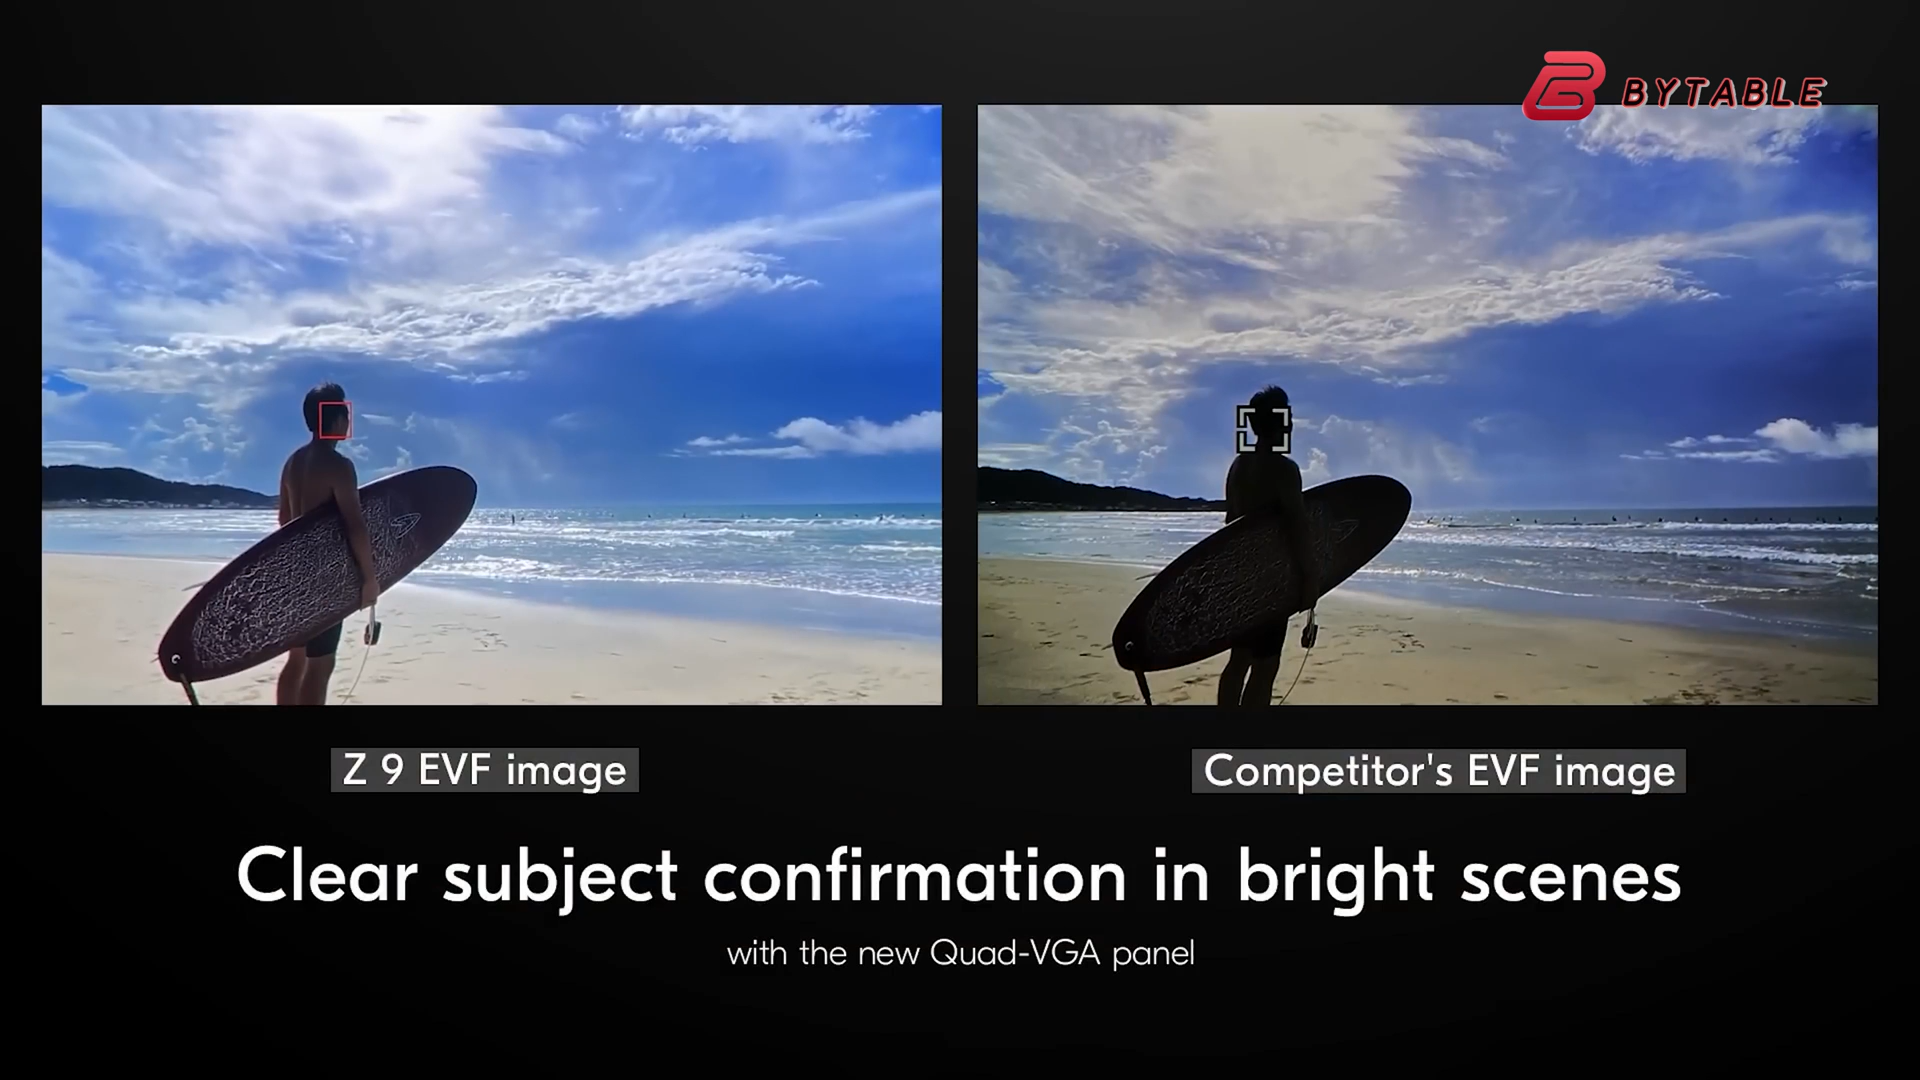 BYTABLE
Z 9 EVF image
Competitor's EVF image
Clear subject confirmation in bright scenes
with the new Quad-VGA panel